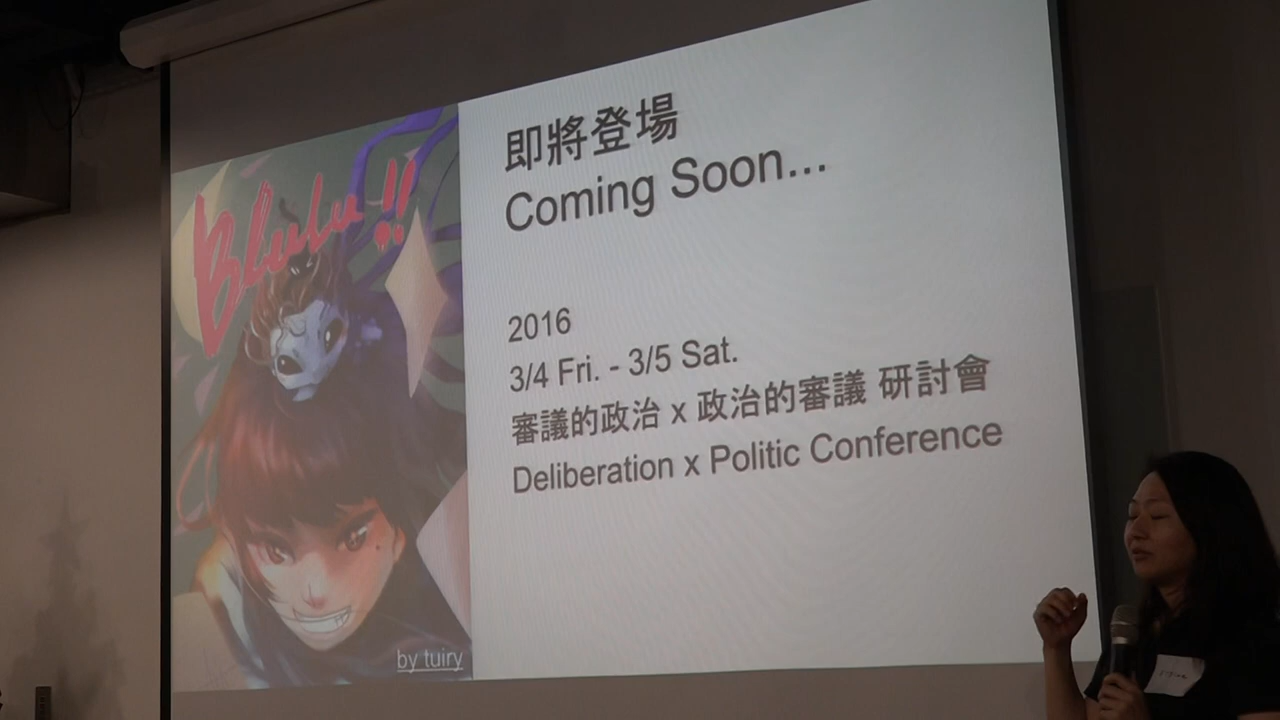 Blulu!!
by tuiry
即將登場
Coming Soon...
2016
3/4 Fri. - 3/5 Sat.
審議的政治 x 政治的審議 研討會
Deliberation x Politic Conference